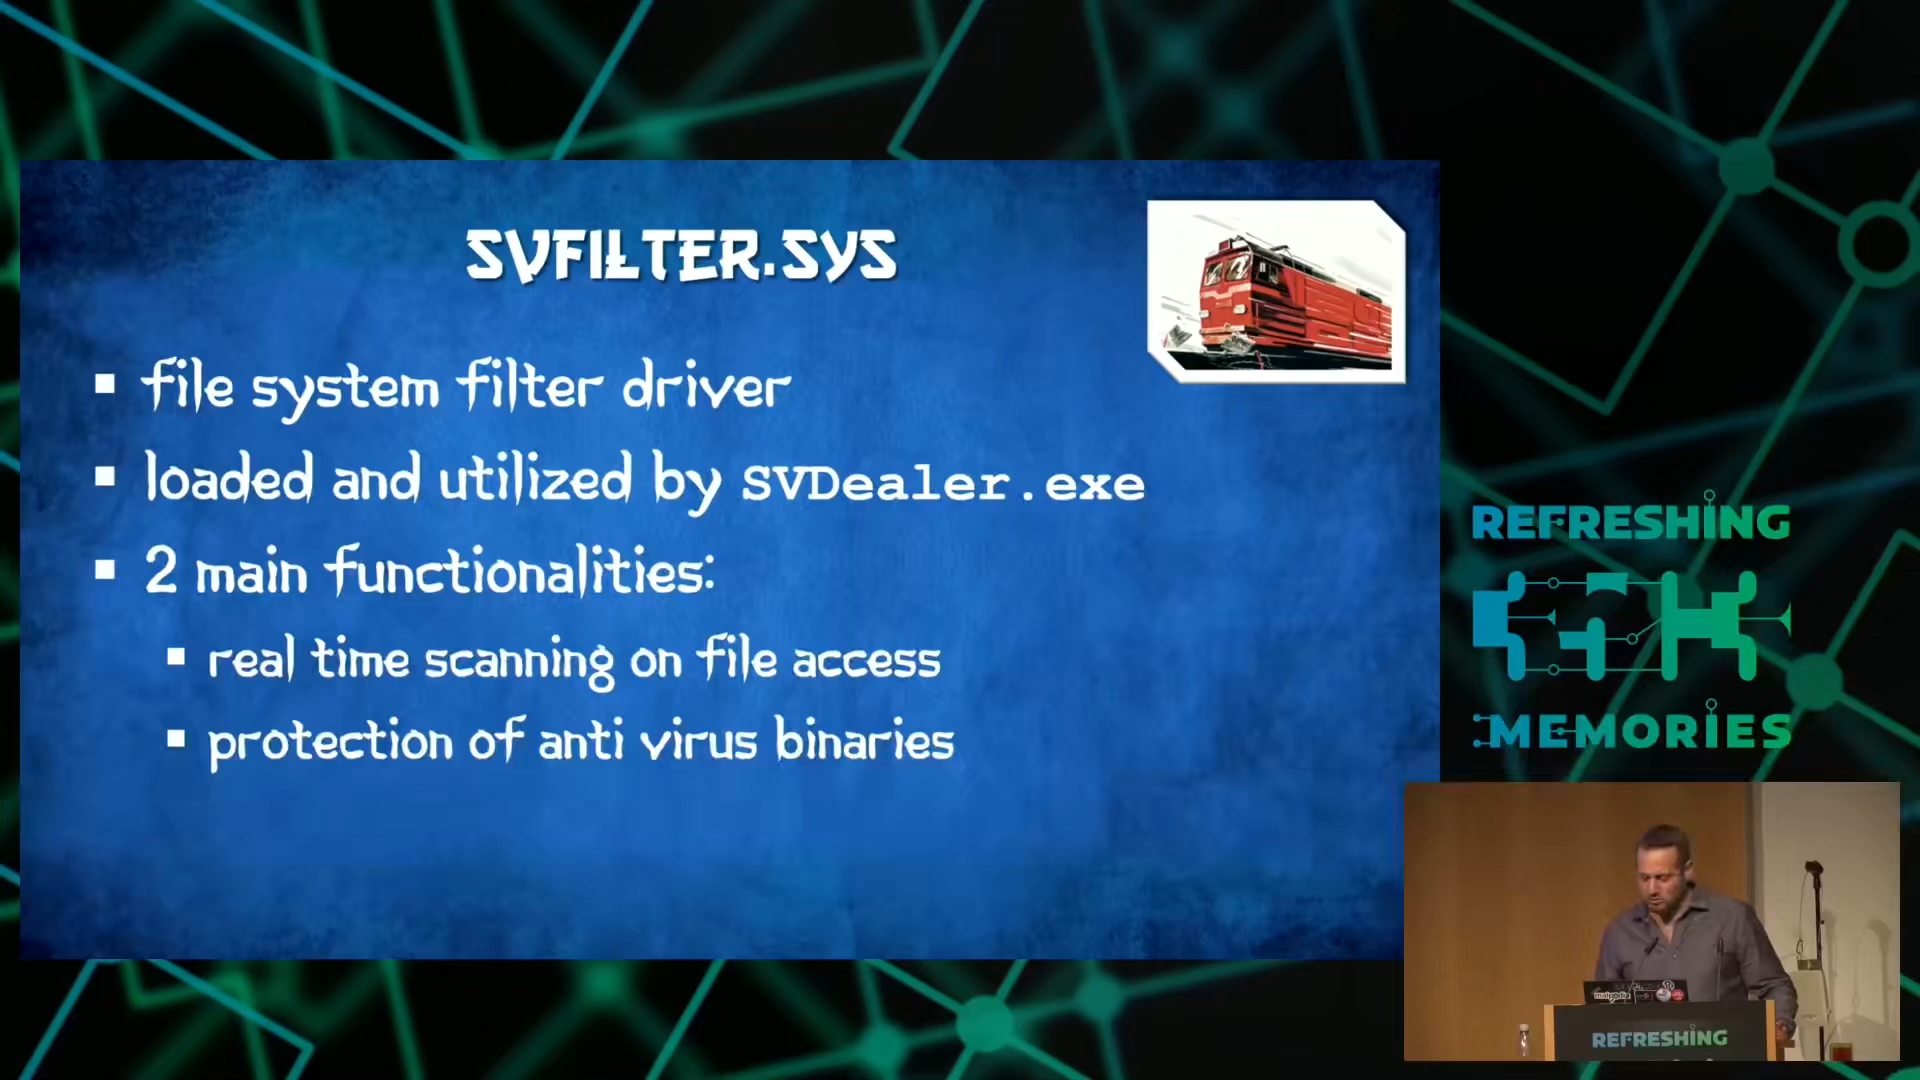 SVFILTER.SYS
▪ file system filter driver
▪ loaded and utilized by SVDealer.exe
▪ 2 main functionalities:
▪ real time scanning on file access
▪ protection of anti virus binaries
REFRESHING
MEMORIES
REFRESHING